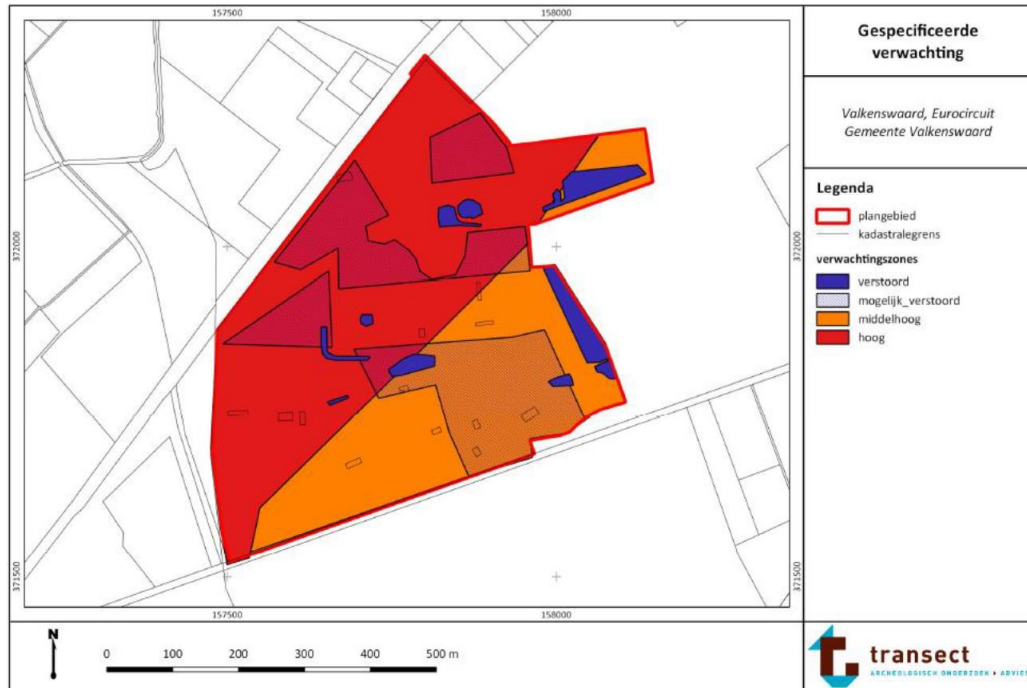 157500
158000
372000
372000
371500
371500
157500
158000
Gespecificeerde
verwachting
Valkenswaard, Eurocircuit
Gemeente Valkenswaard
Legenda
plangebied
kadastralegrens
verwachtingszones
verstoord
mogelijk_verstoord
middelhoog
hoog
N
0 100 200 300 400 500 m
transect
ARCHEOLOGISCH ONDERZOEK & ADVIES